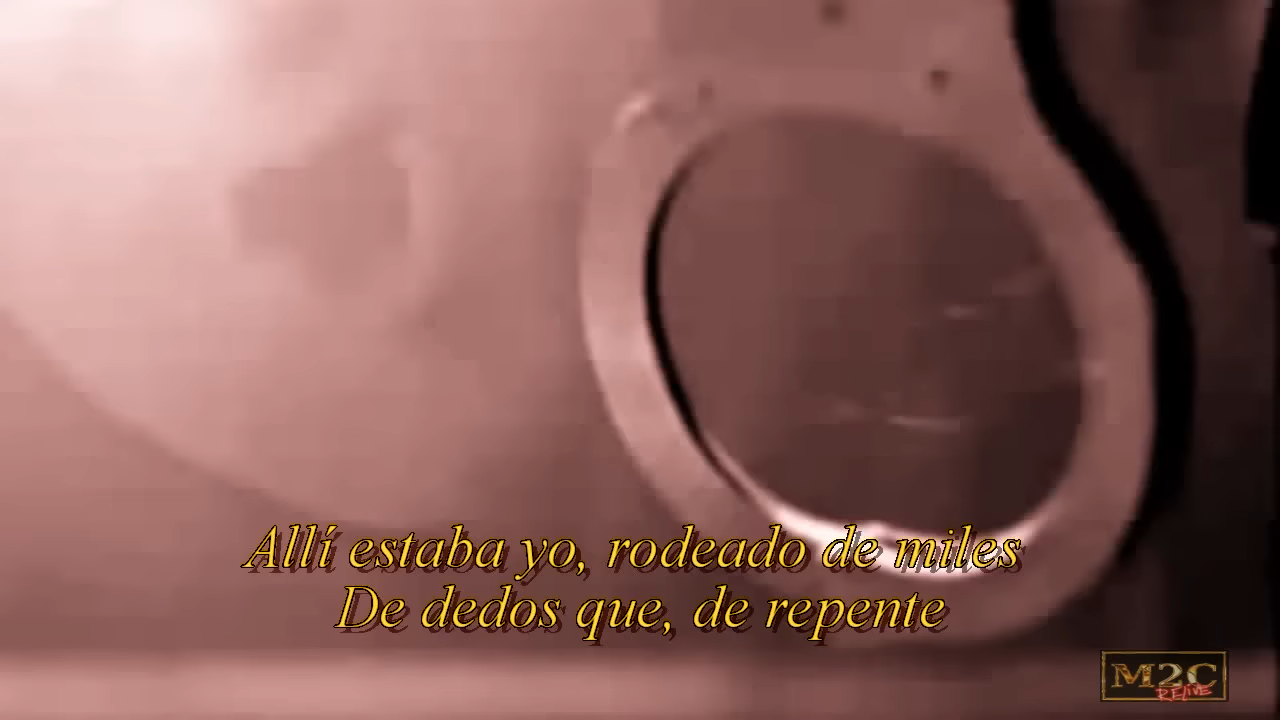 Allí estaba yo, rodeado de miles
De dedos que, de repente
M2C
RELIVE